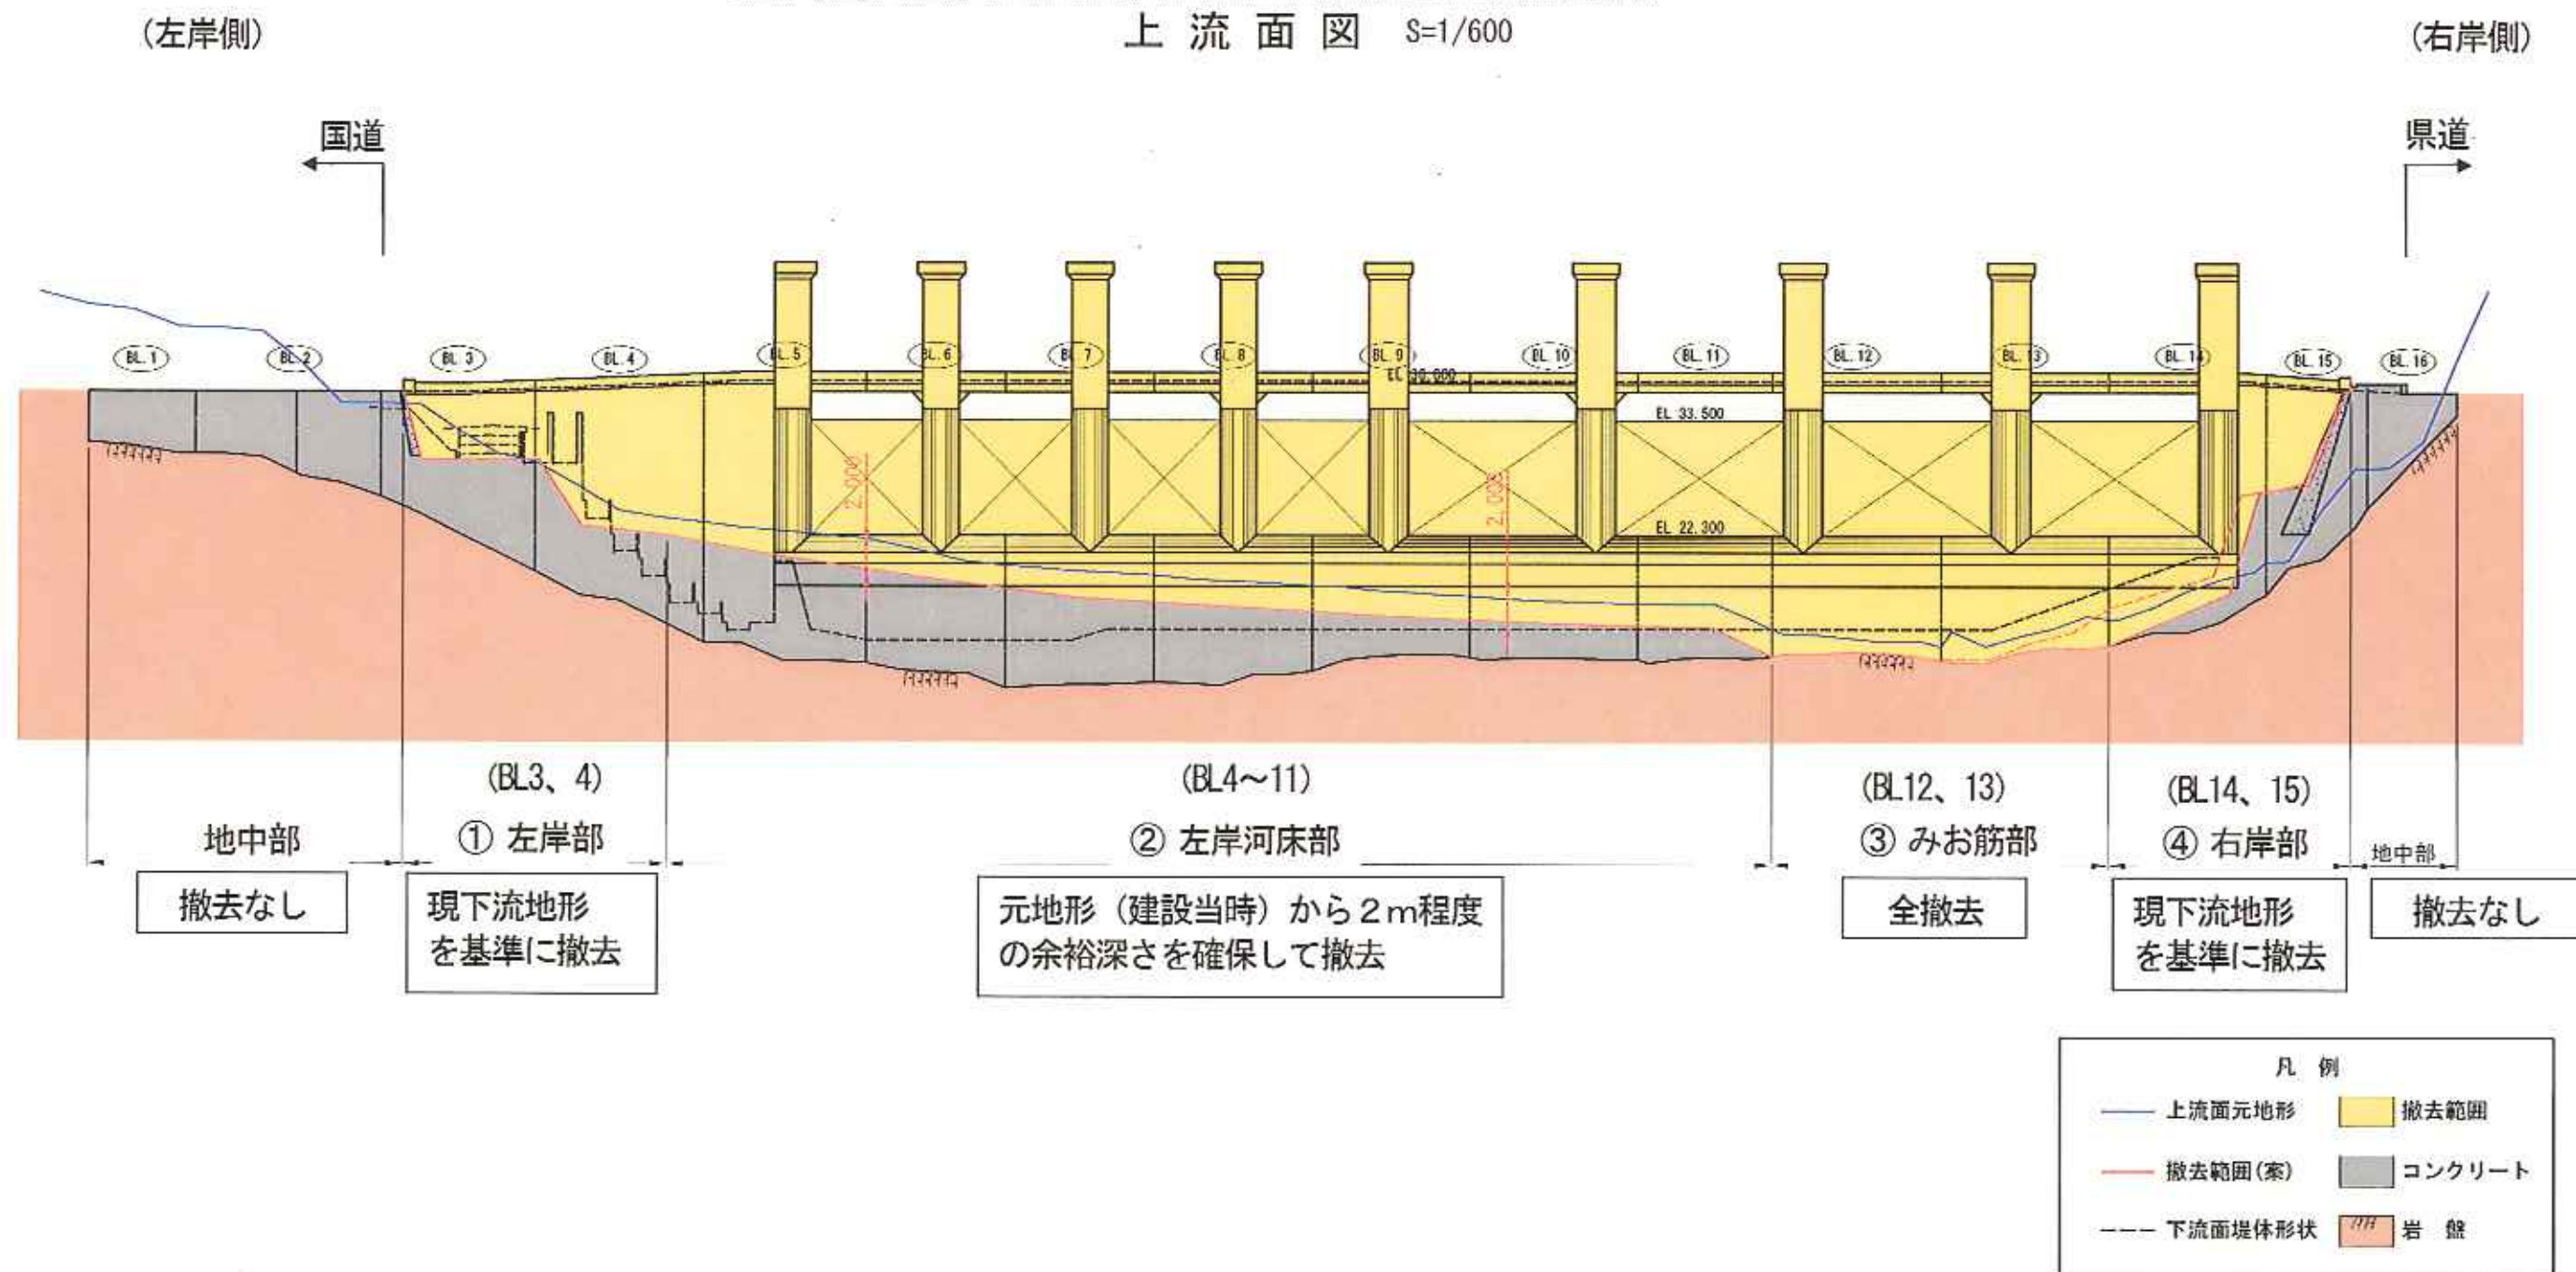 (左岸側)
上流面図 S=1/600
(右岸側)
国道
県道
BL.1
BL.2
BL.3
BL.4
BL.5
BL.6
BL.7
BL.8
BL.9
BL.10
BL.11
BL.12
BL.13
BL.14
BL.15
BL.16
EL 33.500
2.000
2.000
EL 22.300
(BL3、4)
(BL4～11)
(BL12、13)
(BL14、15)
地中部
① 左岸部
② 左岸河床部
③ みお筋部
④ 右岸部
地中部
撤去なし
現下流地形
を基準に撤去
元地形（建設当時）から２ｍ程度
の余裕深さを確保して撤去
全撤去
現下流地形
を基準に撤去
撤去なし
凡 例
上流面元地形
撤去範囲
撤去範囲(案)
コンクリート
下流面堤体形状
岩 盤